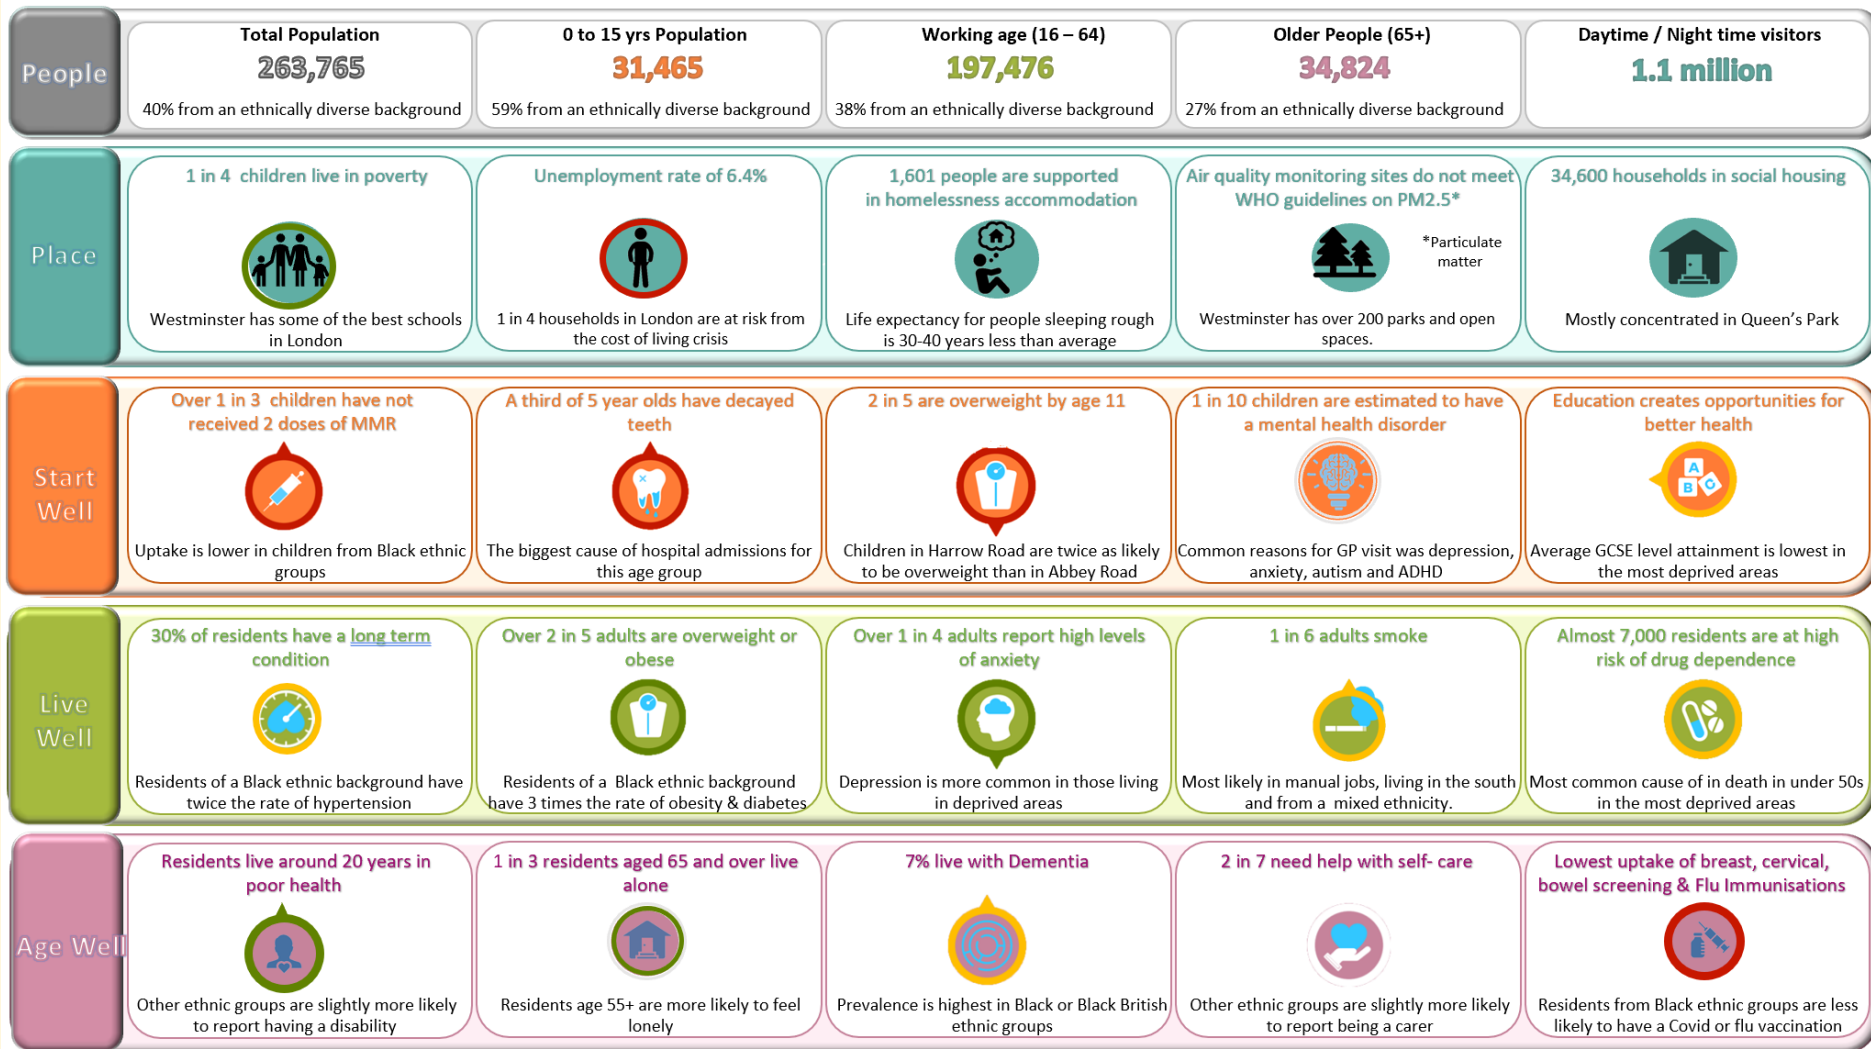 People
Total Population
263,765
40% from an ethnically diverse background
0 to 15 yrs Population
31,465
59% from an ethnically diverse background
Working age (16 – 64)
197,476
38% from an ethnically diverse background
Older People (65+)
34,824
27% from an ethnically diverse background
Daytime / Night time visitors
1.1 million
Place
1 in 4 children live in poverty
Westminster has some of the best schools
in London
Unemployment rate of 6.4%
1 in 4 households in London are at risk from
the cost of living crisis
1,601 people are supported
in homelessness accommodation
Life expectancy for people sleeping rough
is 30-40 years less than average
Air quality monitoring sites do not meet
WHO guidelines on PM2.5*
*Particulate
matter
Westminster has over 200 parks and open
spaces.
34,600 households in social housing
Mostly concentrated in Queen's Park
Start
Well
Over 1 in 3 children have not
received 2 doses of MMR
Uptake is lower in children from Black ethnic
groups
A third of 5 year olds have decayed
teeth
The biggest cause of hospital admissions for
this age group
2 in 5 are overweight by age 11
Children in Harrow Road are twice as likely
to be overweight than in Abbey Road
1 in 10 children are estimated to have
a mental health disorder
Common reasons for GP visit was depression,
anxiety, autism and ADHD
Education creates opportunities for
better health
A
B C
Average GCSE level attainment is lowest in
the most deprived areas
Live
Well
30% of residents have a long term
condition
Residents of a Black ethnic background have
twice the rate of hypertension
Over 2 in 5 adults are overweight or
obese
Residents of a Black ethnic background
have 3 times the rate of obesity & diabetes
Over 1 in 4 adults report high levels
of anxiety
Depression is more common in those living
in deprived areas
1 in 6 adults smoke
Most likely in manual jobs, living in the south
and from a mixed ethnicity.
Almost 7,000 residents are at high
risk of drug dependence
Most common cause of in death in under 50s
in the most deprived areas
Age Well
Residents live around 20 years in
poor health
Other ethnic groups are slightly more likely
to report having a disability
1 in 3 residents aged 65 and over live
alone
Residents age 55+ are more likely to feel
lonely
7% live with Dementia
Prevalence is highest in Black or Black British
ethnic groups
2 in 7 need help with self- care
Other ethnic groups are slightly more likely
to report being a carer
Lowest uptake of breast, cervical,
bowel screening & Flu Immunisations
Residents from Black ethnic groups are less
likely to have a Covid or flu vaccination